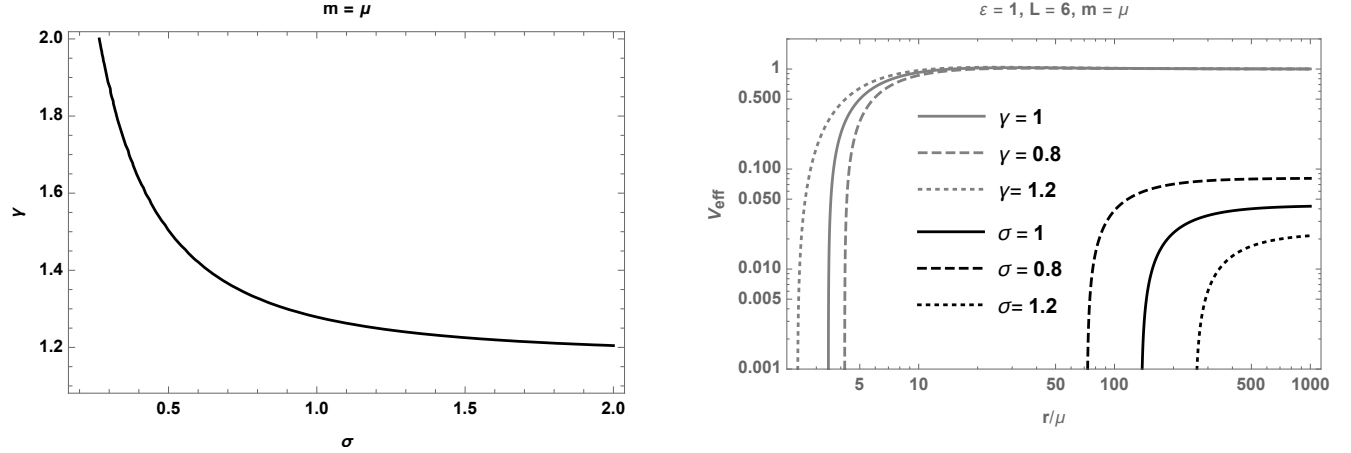 m = μ
2.0
1.8
1.6
1.4
1.2
γ
0.5
1.0
1.5
2.0
σ
ε = 1, L = 6, m = μ
1
0.500
0.100
0.050
0.010
0.005
0.001
Veff
γ = 1
γ = 0.8
γ= 1.2
σ = 1
σ = 0.8
σ= 1.2
5
10
50
100
500
1000
r/μ